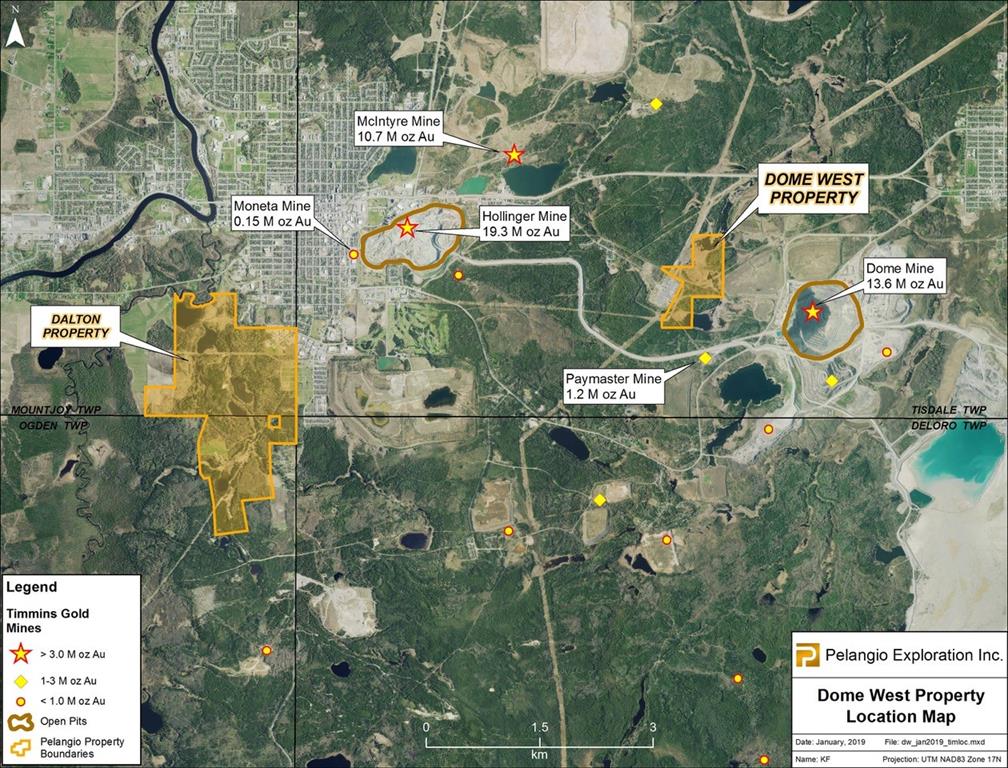 N
McIntyre Mine
10.7 M oz Au
DOME WEST
PROPERTY
Moneta Mine
0.15 M oz Au
Hollinger Mine
19.3 M oz Au
Dome Mine
13.6 M oz Au
DALTON
PROPERTY
Paymaster Mine
1.2 M oz Au
MOUNTJOY TWP
OGDEN TWP
TISDALE TWP
DELORO TWP
Legend
Timmins Gold
Mines
> 3.0 M oz Au
1-3 M oz Au
< 1.0 M oz Au
Open Pits
Pelangio Property
Boundaries
0 1.5 3
km
Pelangio Exploration Inc.
Dome West Property
Location Map
Date: January, 2019 File: dw_jan2019_timloc.mxd
Name: KF Projection: UTM NAD83 Zone 17N